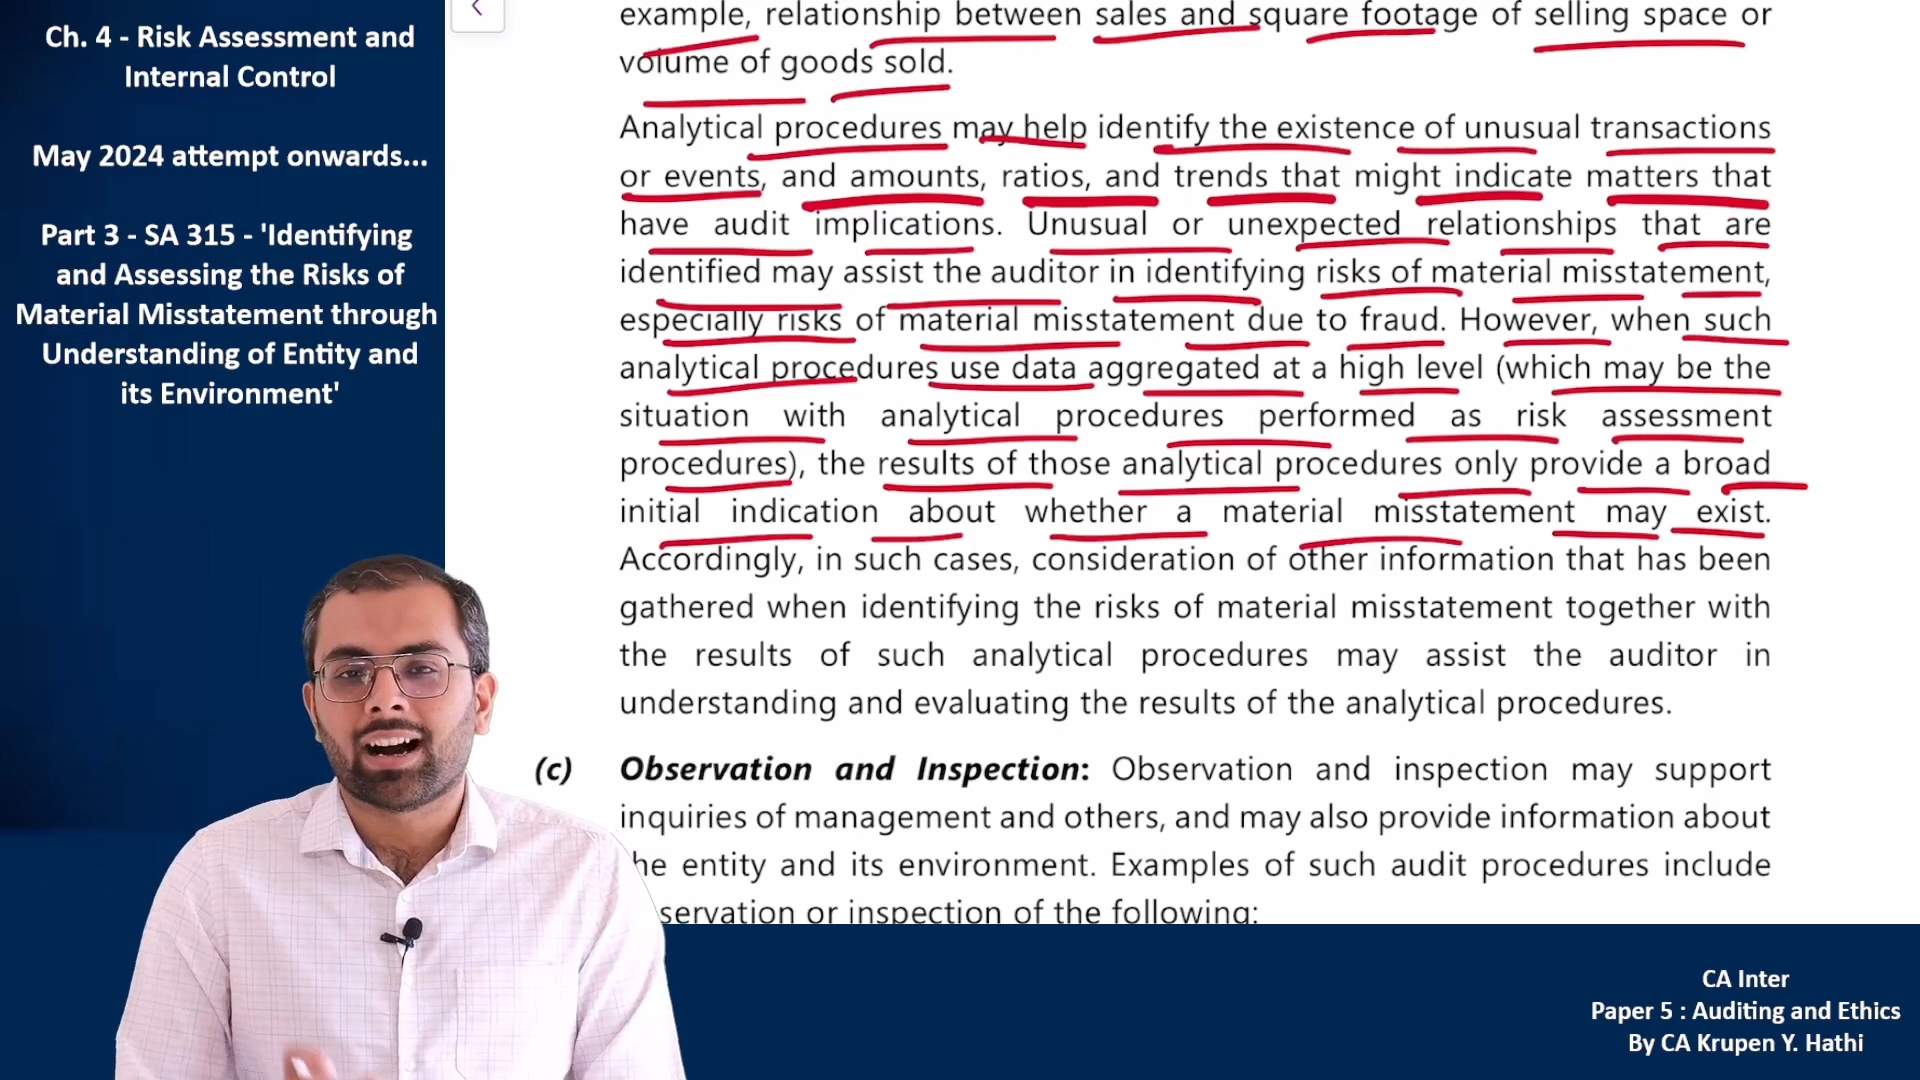 Ch. 4 - Risk Assessment and
Internal Control
May 2024 attempt onwards...
Part 3 - SA 315 - 'Identifying
and Assessing the Risks of
Material Misstatement through
Understanding of Entity and
its Environment'
example, relationship between sales and square footage of selling space or
volume of goods sold.
Analytical procedures may help identify the existence of unusual transactions
or events, and amounts, ratios, and trends that might indicate matters that
have audit implications. Unusual or unexpected relationships that are
identified may assist the auditor in identifying risks of material misstatement,
especially risks of material misstatement due to fraud. However, when such
analytical procedures use data aggregated at a high level (which may be the
situation with analytical procedures performed as risk assessment
procedures), the results of those analytical procedures only provide a broad
initial indication about whether a material misstatement may exist.
Accordingly, in such cases, consideration of other information that has been
gathered when identifying the risks of material misstatement together with
the results of such analytical procedures may assist the auditor in
understanding and evaluating the results of the analytical procedures.
(c) Observation and Inspection: Observation and inspection may support
inquiries of management and others, and may also provide information about
he entity and its environment. Examples of such audit procedures include
servation or inspection of the following:
CA Inter
Paper 5 : Auditing and Ethics
By CA Krupen Y. Hathi